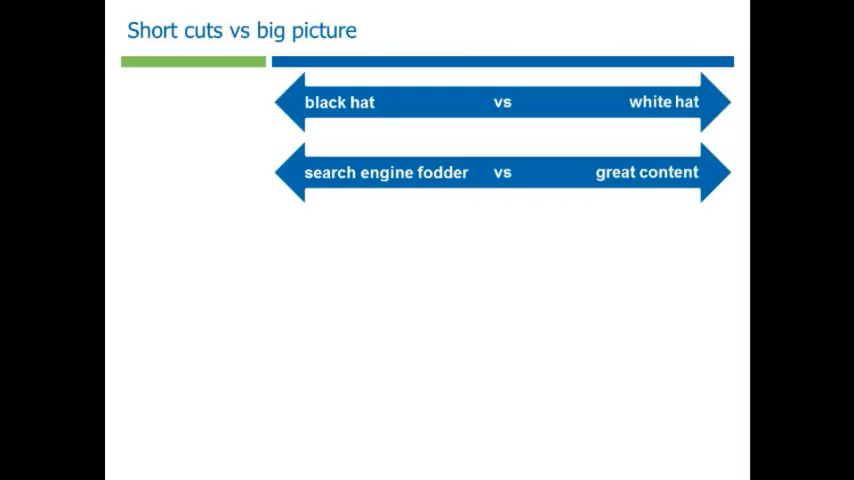 Short cuts vs big picture
black hat vs white hat
search engine fodder vs great content